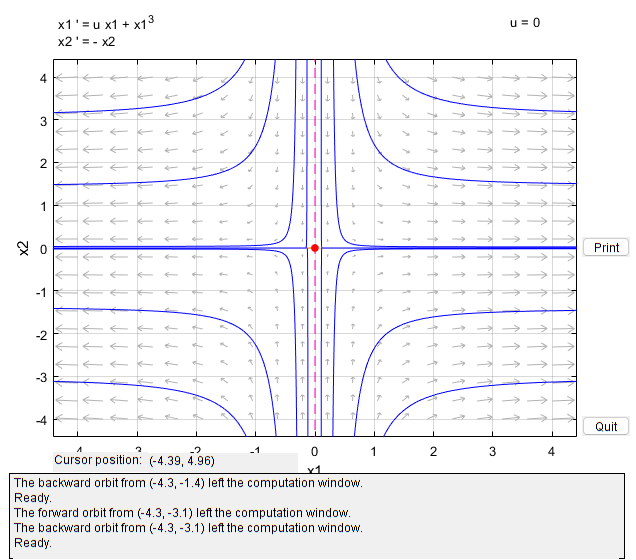 x1 ' = u x1 + x1³
u = 0
x2 ' = - x2
4
3
2
1
0
-1
-2
-3
-4
x2
-4
-3
-2
-1
0
1
2
3
4
x1
Print
Quit
Cursor position: (-4.39, 4.96)
The backward orbit from (-4.3, -1.4) left the computation window.
Ready.
The forward orbit from (-4.3, -3.1) left the computation window.
The backward orbit from (-4.3, -3.1) left the computation window.
Ready.